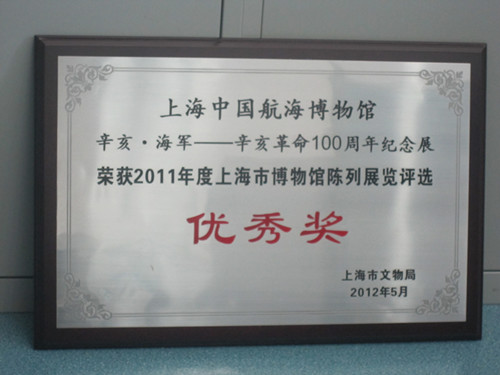 上海中国航海博物馆
辛亥·海军——辛亥革命100周年纪念展
荣获2011年度上海市博物馆陈列展览评选
优秀奖
上海市文物局
2012年5月